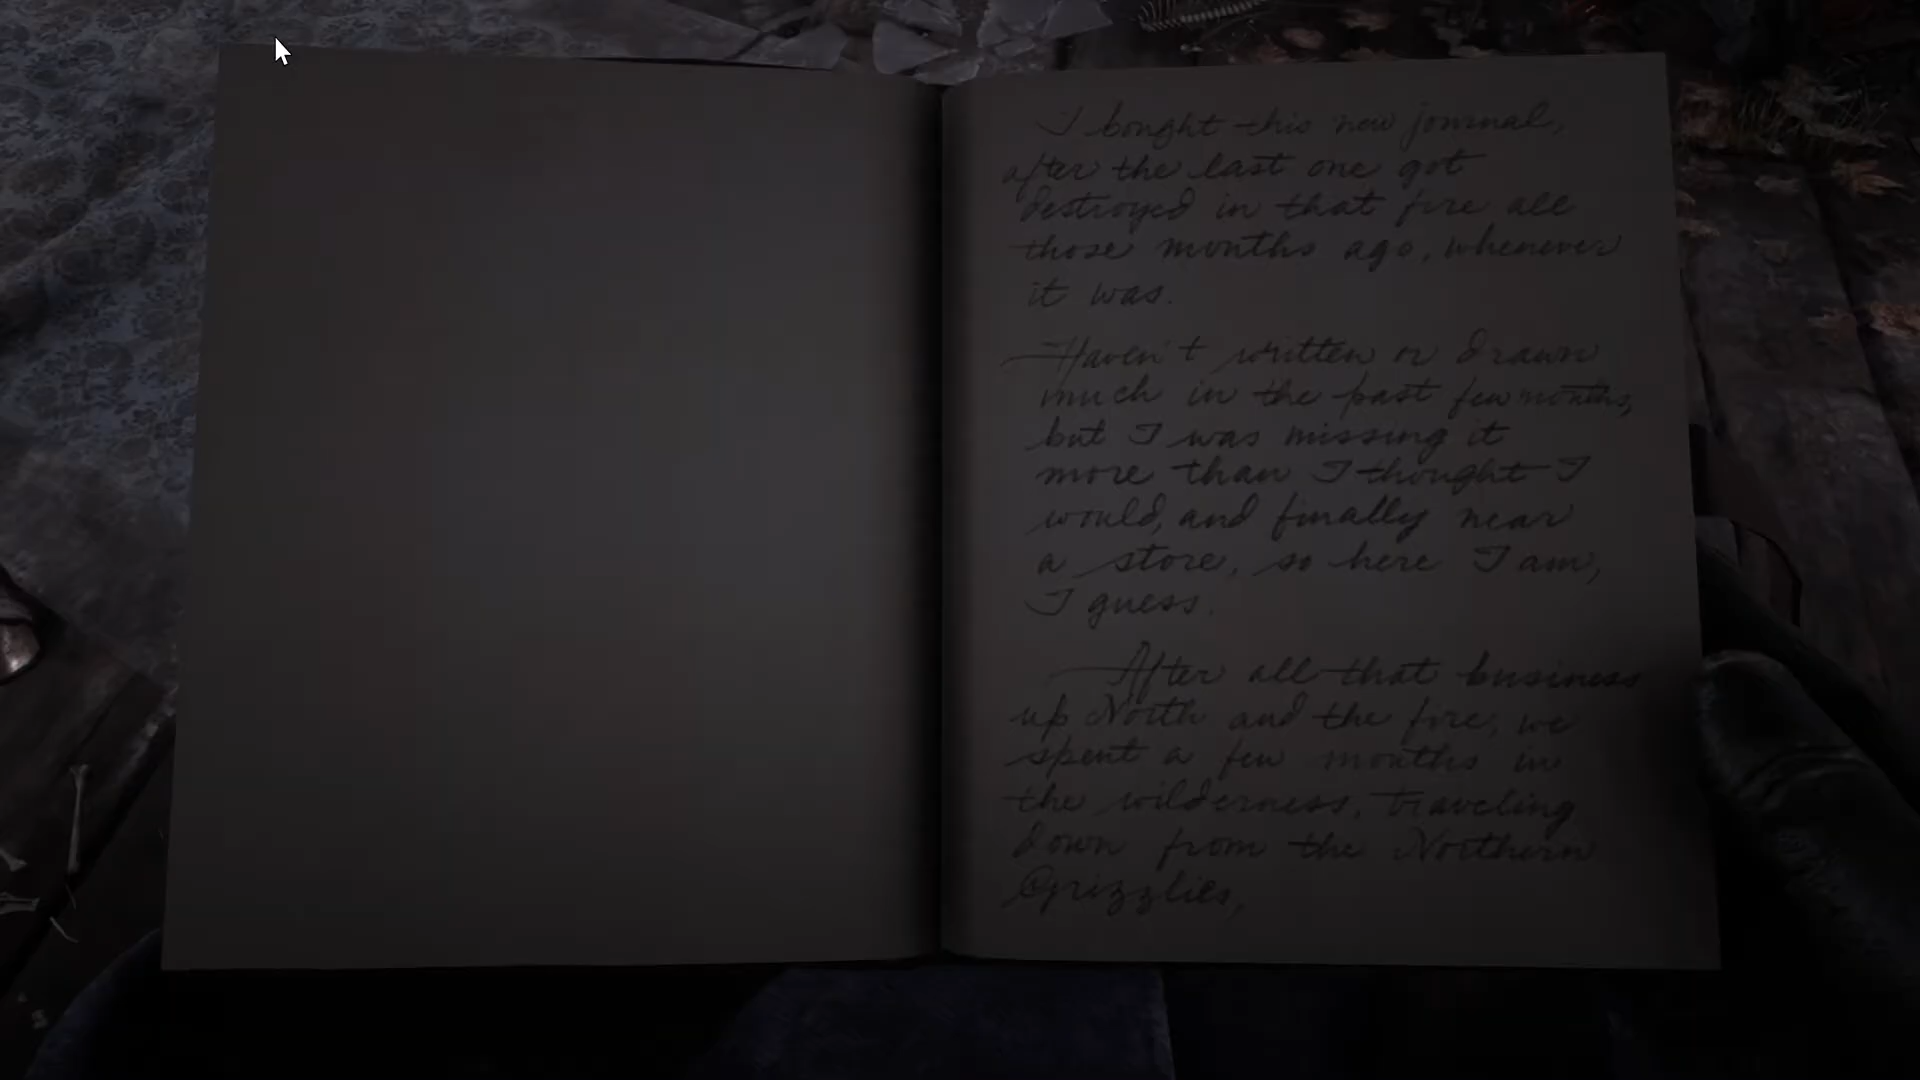 I bought this new journal,
after the last one got
destroyed in that fire all
those months ago, whenever
it was.
Haven't written or drawn
much in the past few months,
but I was missing it
more than I thought I
would, and finally near
a store, so here I am,
I guess.
After all that business
up North and the fire, we
spent a few months in
the wilderness, traveling
down from the Northern
Grizzlies,